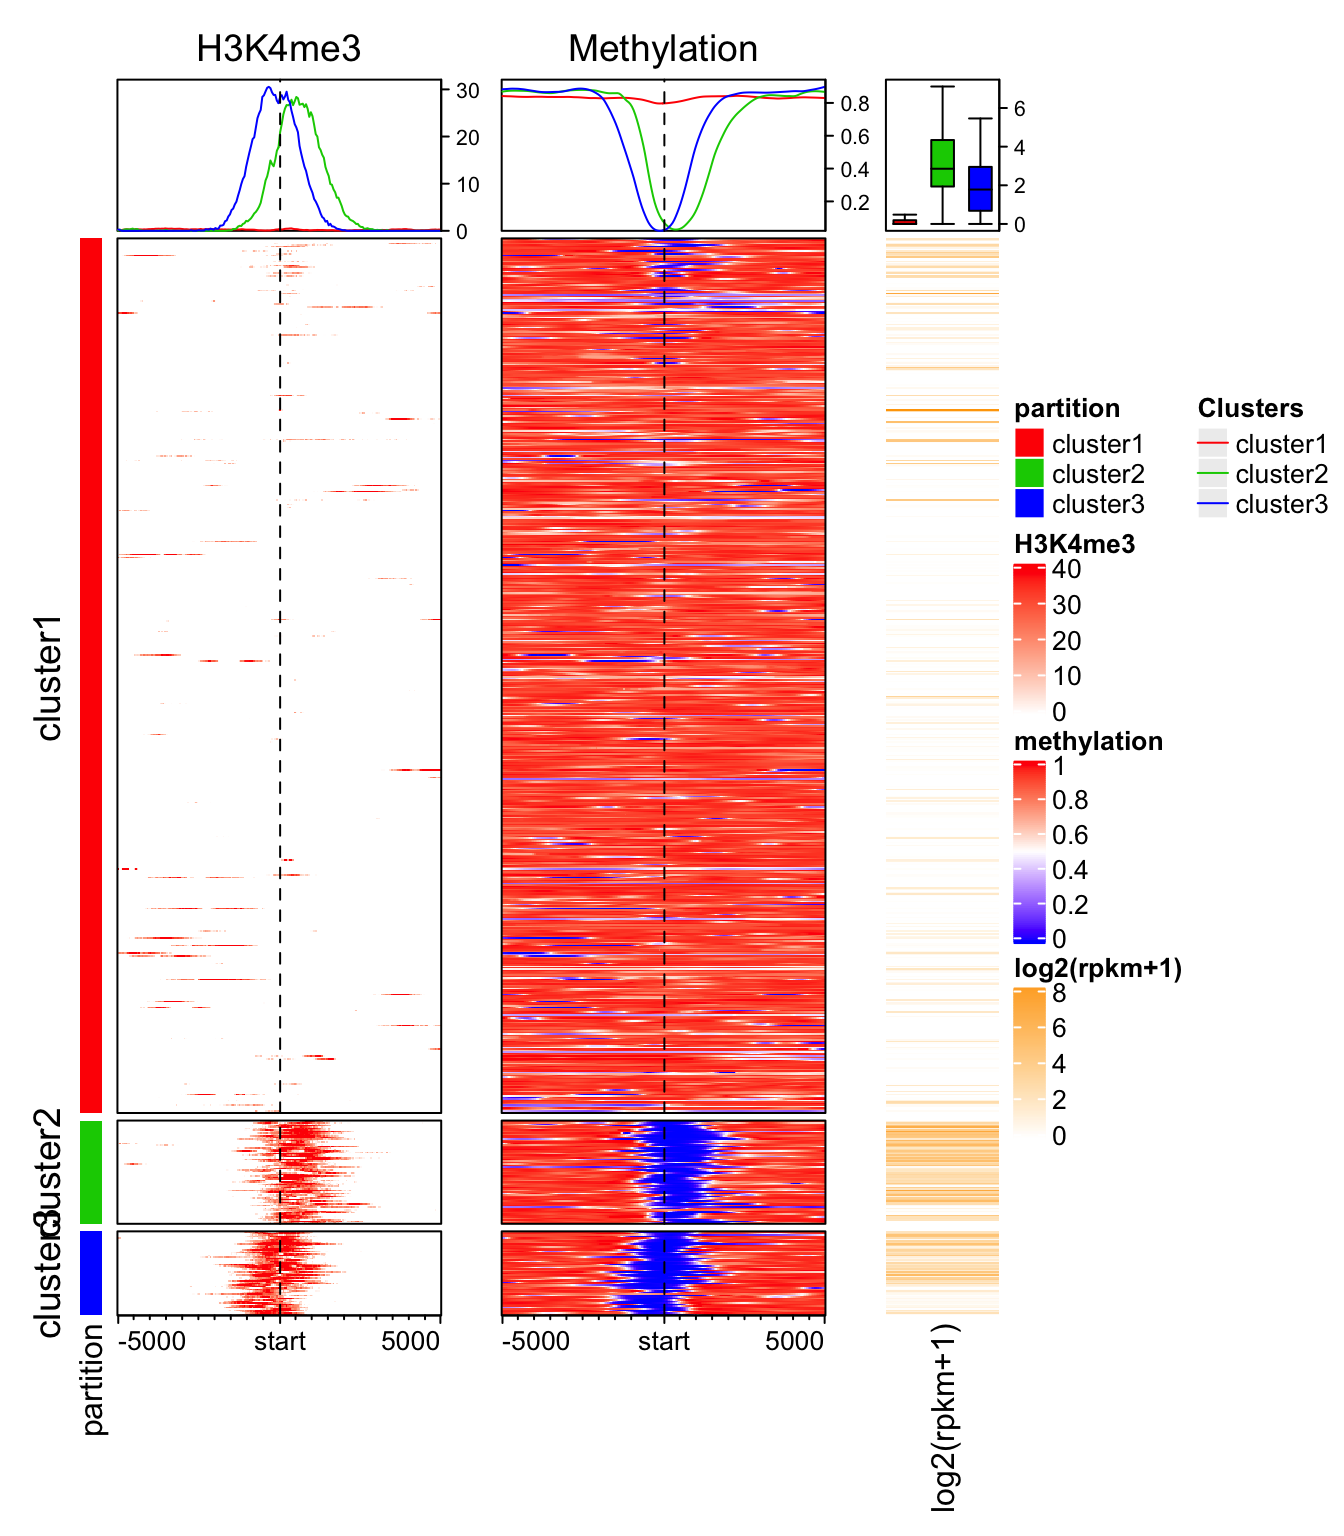 H3K4me3
Methylation
30
20
10
0
0.8
0.6
0.4
0.2
6
4
2
0
cluster1
cluster2
cluster3
partition
-5000 start 5000
-5000 start 5000
log2(rpkm+1)
partition
cluster1
cluster2
cluster3
Clusters
cluster1
cluster2
cluster3
H3K4me3
40
30
20
10
0
methylation
1
0.8
0.6
0.4
0.2
0
log2(rpkm+1)
8
6
4
2
0